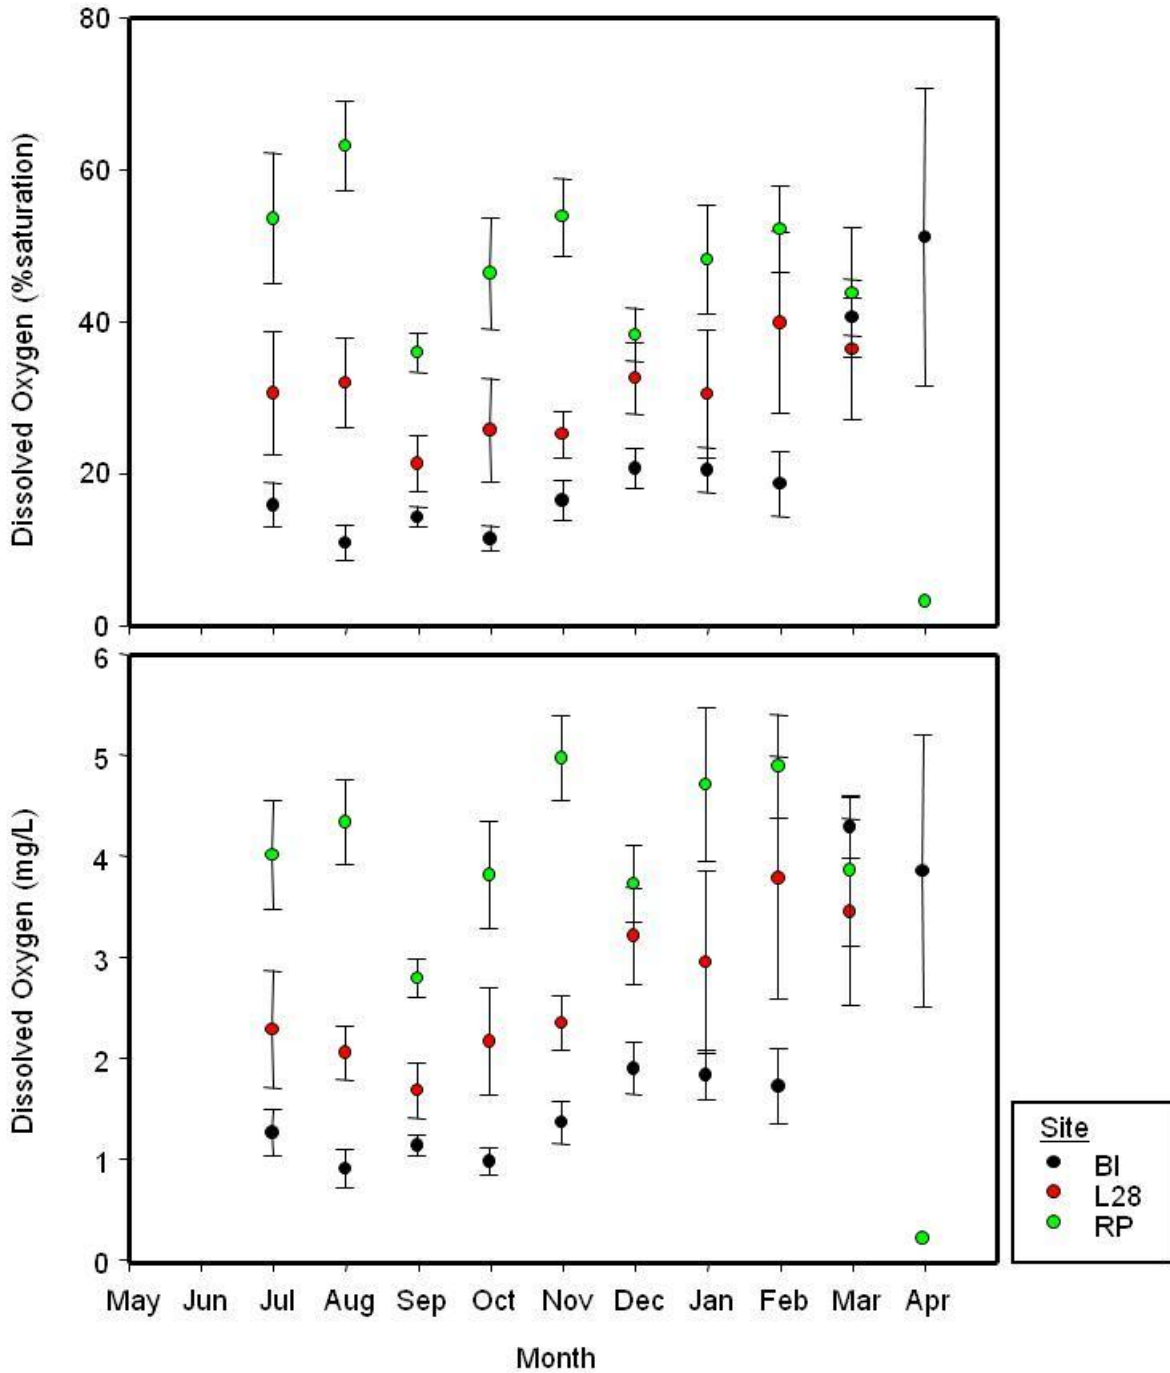 80
60
40
20
0
Dissolved Oxygen (%saturation)
6
5
4
3
2
1
0
Dissolved Oxygen (mg/L)
May Jun Jul Aug Sep Oct Nov Dec Jan Feb Mar Apr
Month
Site
BI
L28
RP